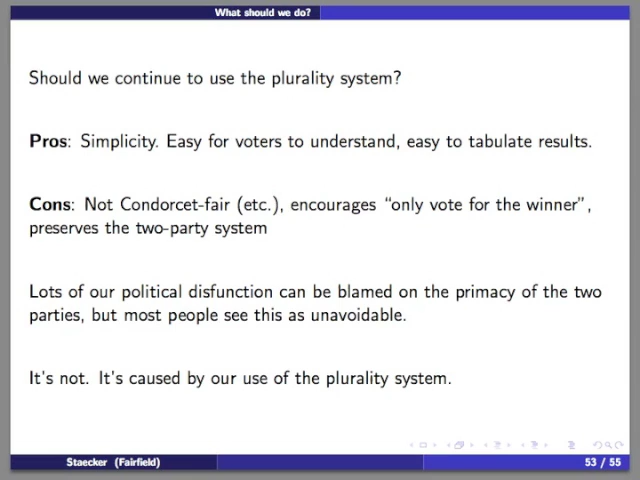 What should we do?
Should we continue to use the plurality system?
Pros: Simplicity. Easy for voters to understand, easy to tabulate results.
Cons: Not Condorcet-fair (etc.), encourages “only vote for the winner”,
preserves the two-party system
Lots of our political disfunction can be blamed on the primacy of the two
parties, but most people see this as unavoidable.
It's not. It's caused by our use of the plurality system.
Staecker (Fairfield)
53 / 55